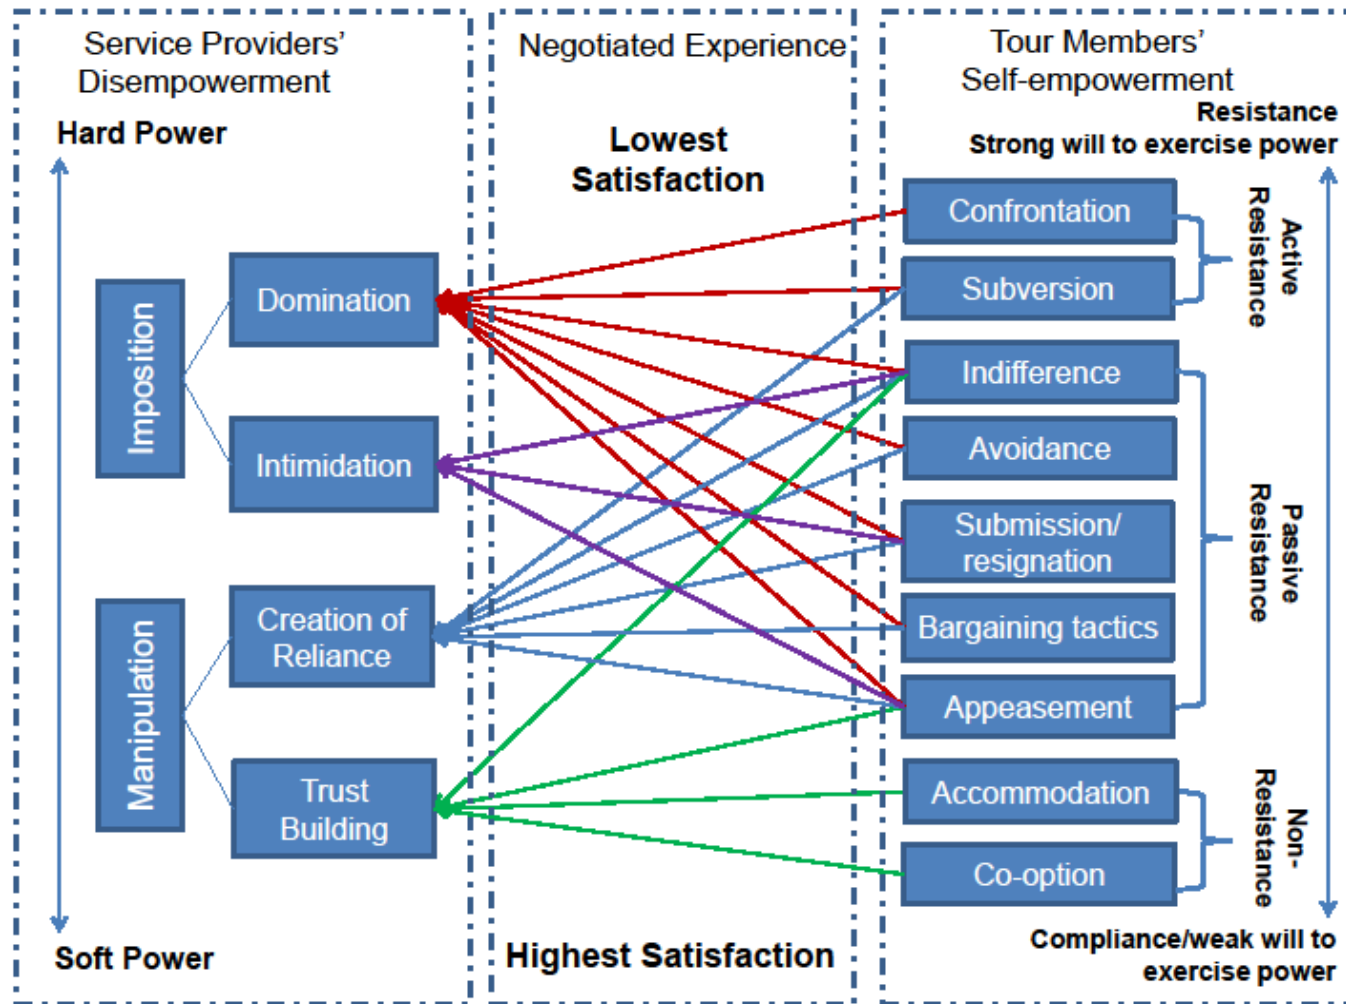 Service Providers'
Disempowerment
Hard Power
Imposition
Domination
Intimidation
Manipulation
Creation of
Reliance
Trust
Building
Soft Power
Negotiated Experience
Lowest
Satisfaction
Highest Satisfaction
Tour Members'
Self-empowerment
Resistance
Strong will to exercise power
Confrontation
Subversion
Indifference
Avoidance
Submission/
resignation
Bargaining tactics
Appeasement
Accommodation
Co-option
Active
Resistance
Passive
Resistance
Non-
Resistance
Compliance/weak will to
exercise power